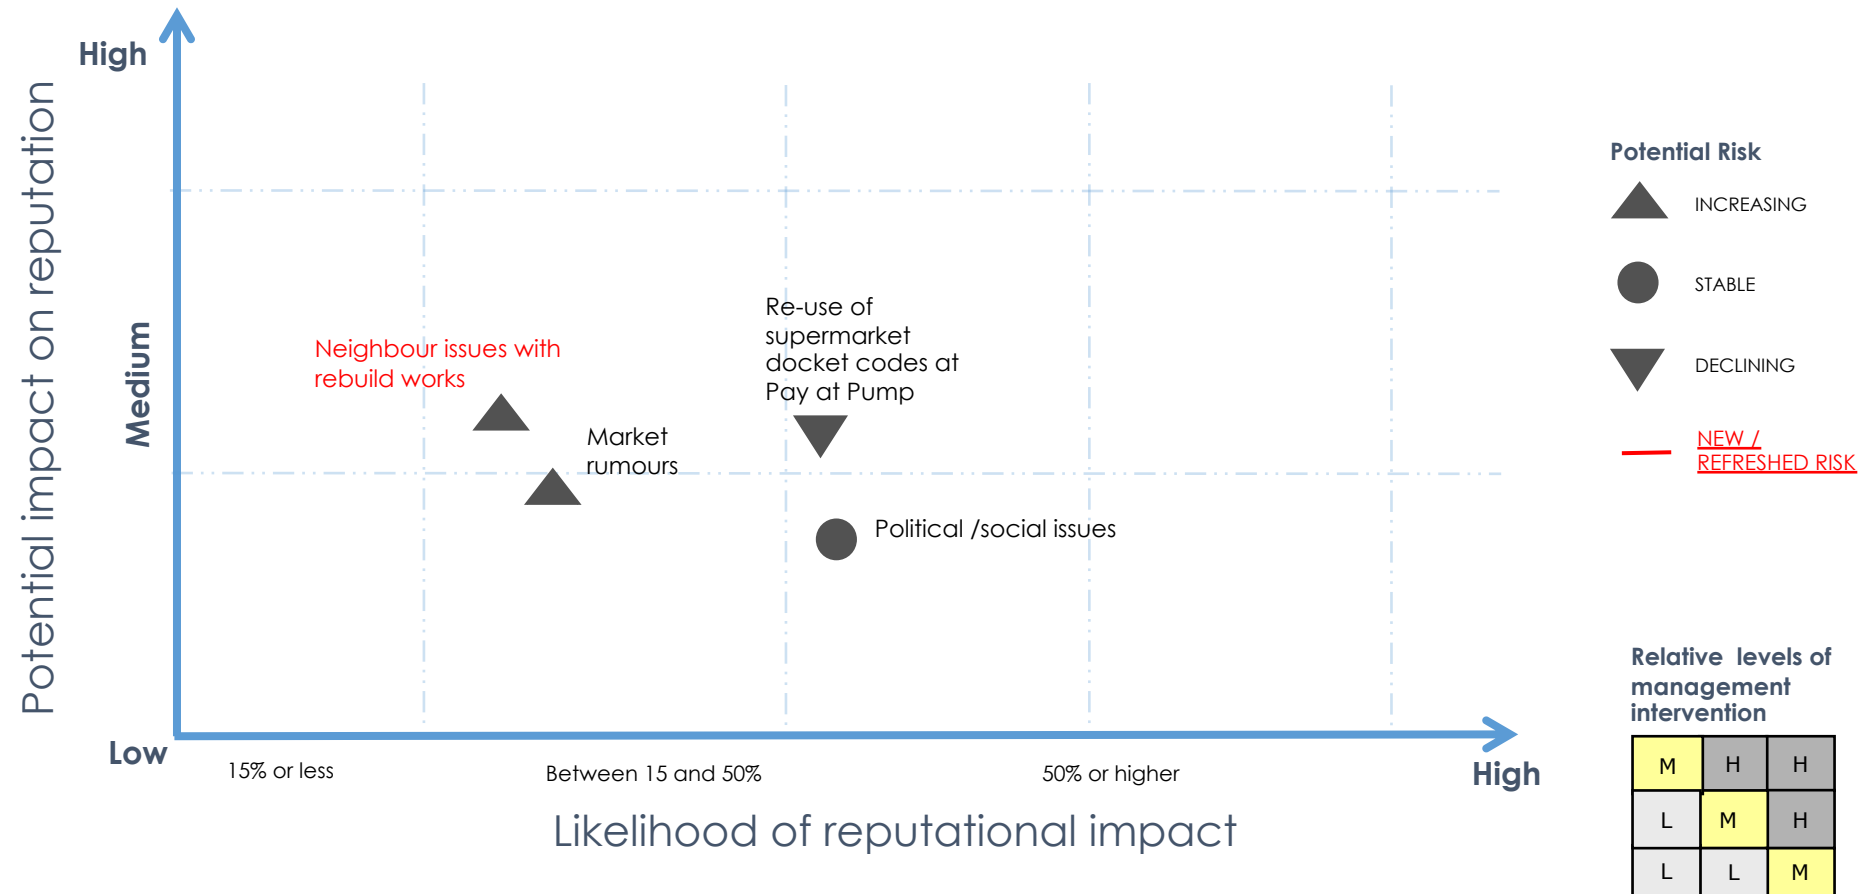 High
Potential impact on reputation
Medium
Low
Neighbour issues with
rebuild works
Market
rumours
Re-use of
supermarket
docket codes at
Pay at Pump
Political /social issues
15% or less
Between 15 and 50%
50% or higher
High
Likelihood of reputational impact
Potential Risk
INCREASING
STABLE
DECLINING
NEW /
REFRESHED RISK
Relative levels of
management
intervention
M H H
L M H
L L M